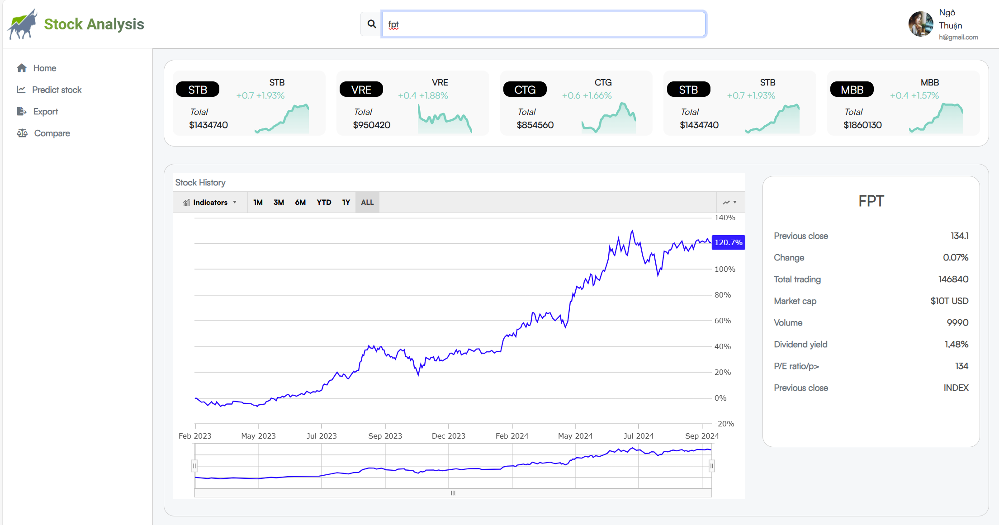 Stock Analysis
fpt
Ngô
Thuận
h@gmail.com
Home
Predict stock
Export
Compare
STB
STB
+0.7 +1.93%
Total
$1434740
VRE
VRE
+0.4 +1.88%
Total
$950420
CTG
CTG
+0.6 +1.66%
Total
$854560
STB
STB
+0.7 +1.93%
Total
$1434740
MBB
MBB
+0.4 +1.57%
Total
$1860130
Stock History
Indicators 1M 3M 6M YTD 1Y ALL
140%
120.7%
100%
80%
60%
40%
20%
0%
-20%
Feb 2023 May 2023 Jul 2023 Sep 2023 Dec 2023 Feb 2024 May 2024 Jul 2024 Sep 2024
FPT
Previous close 134.1
Change 0.07%
Total trading 146840
Market cap $10T USD
Volume 9990
Dividend yield 1,48%
P/E ratio/p> 134
Previous close INDEX